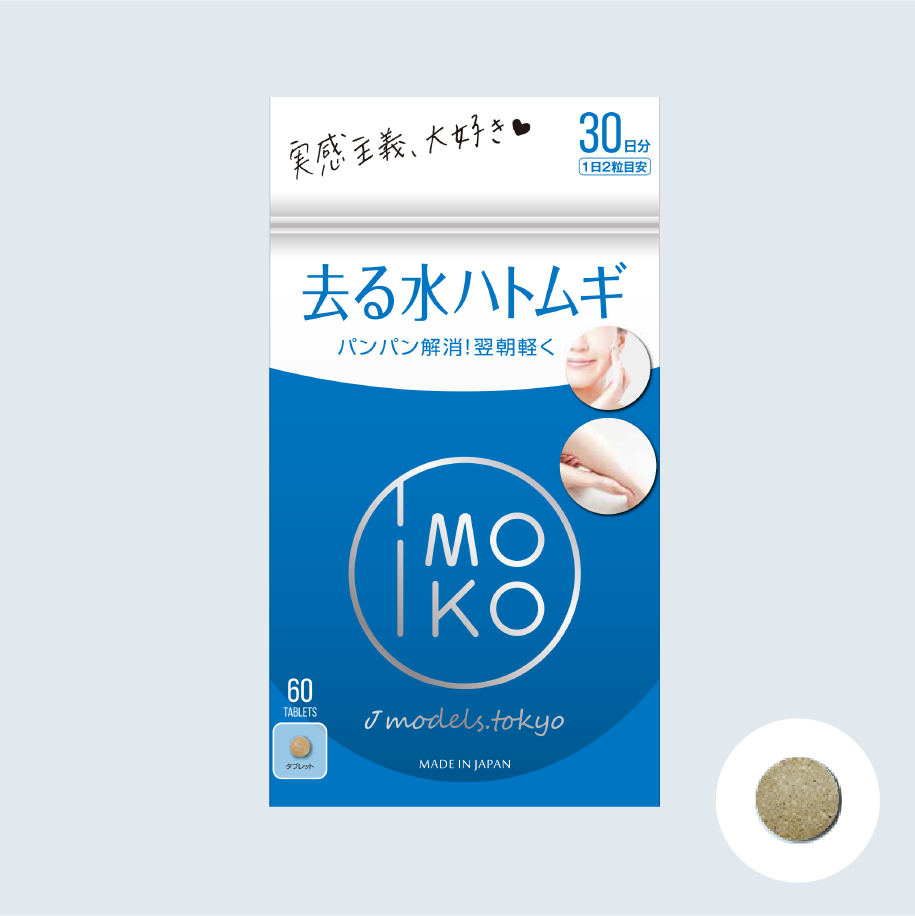 実感主義、大好き♥
30日分
1日2粒目安
去る水ハトムギ
パンパン解消!翌朝軽く
IMOKO
60
TABLETS
タブレット
J models.tokyo
MADE IN JAPAN